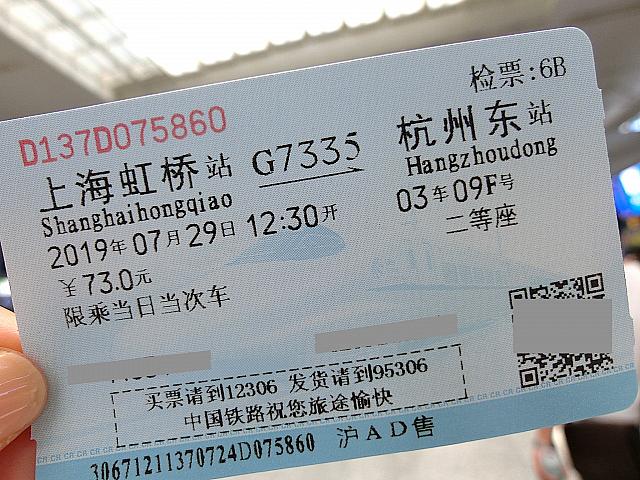 检票:6B
D137D075860
上海虹桥站 G7335 杭州东站
Shanghaihongqiao Hangzhoudong
2019年07月29日 12:30开 03车09F号
￥73.0元 二等座
限乘当日当次车
买票请到12306 发货请到95306
中国铁路祝您旅途愉快
30671211370724D075860 沪AD售